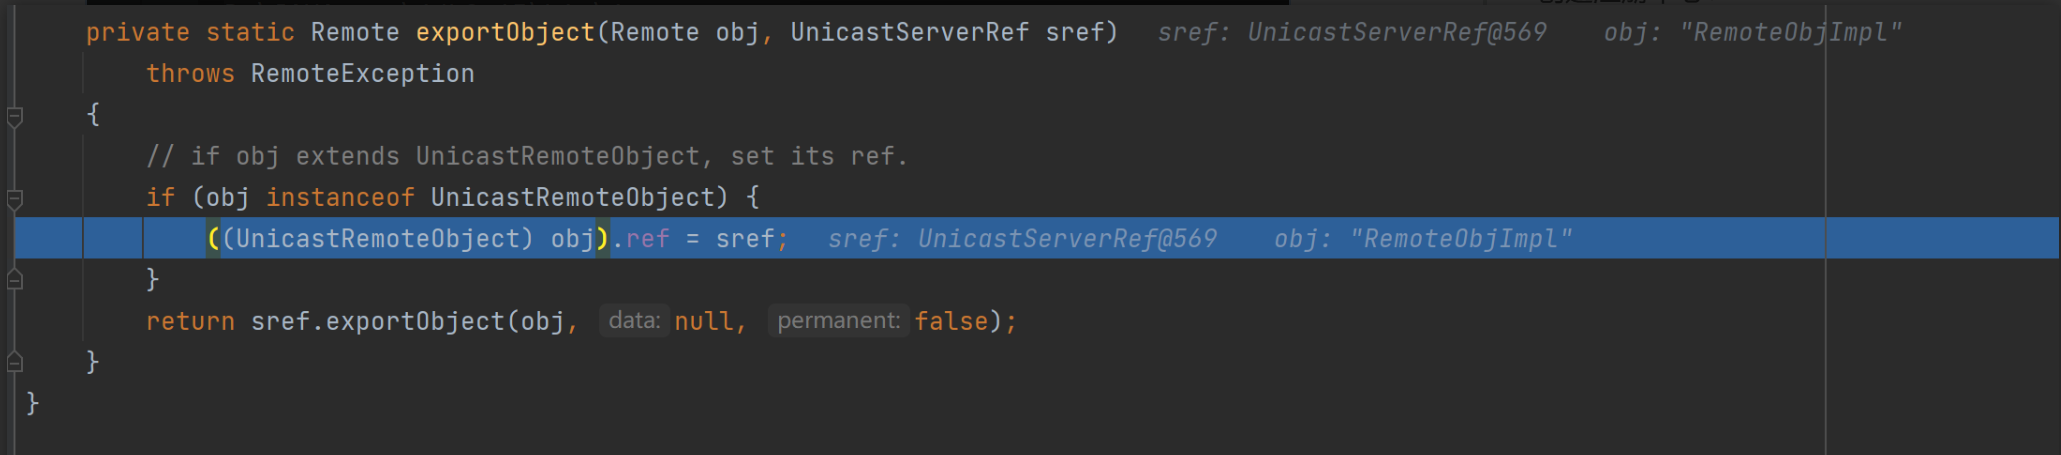 private static Remote exportObject(Remote obj, UnicastServerRef sref)   sref: UnicastServerRef@569    obj: "RemoteObjImpl"
    throws RemoteException
{
    // if obj extends UnicastRemoteObject, set its ref.
    if (obj instanceof UnicastRemoteObject) {
        ((UnicastRemoteObject) obj).ref = sref;   sref: UnicastServerRef@569    obj: "RemoteObjImpl"
    }
    return sref.exportObject(obj, data: null, permanent: false);
}
}